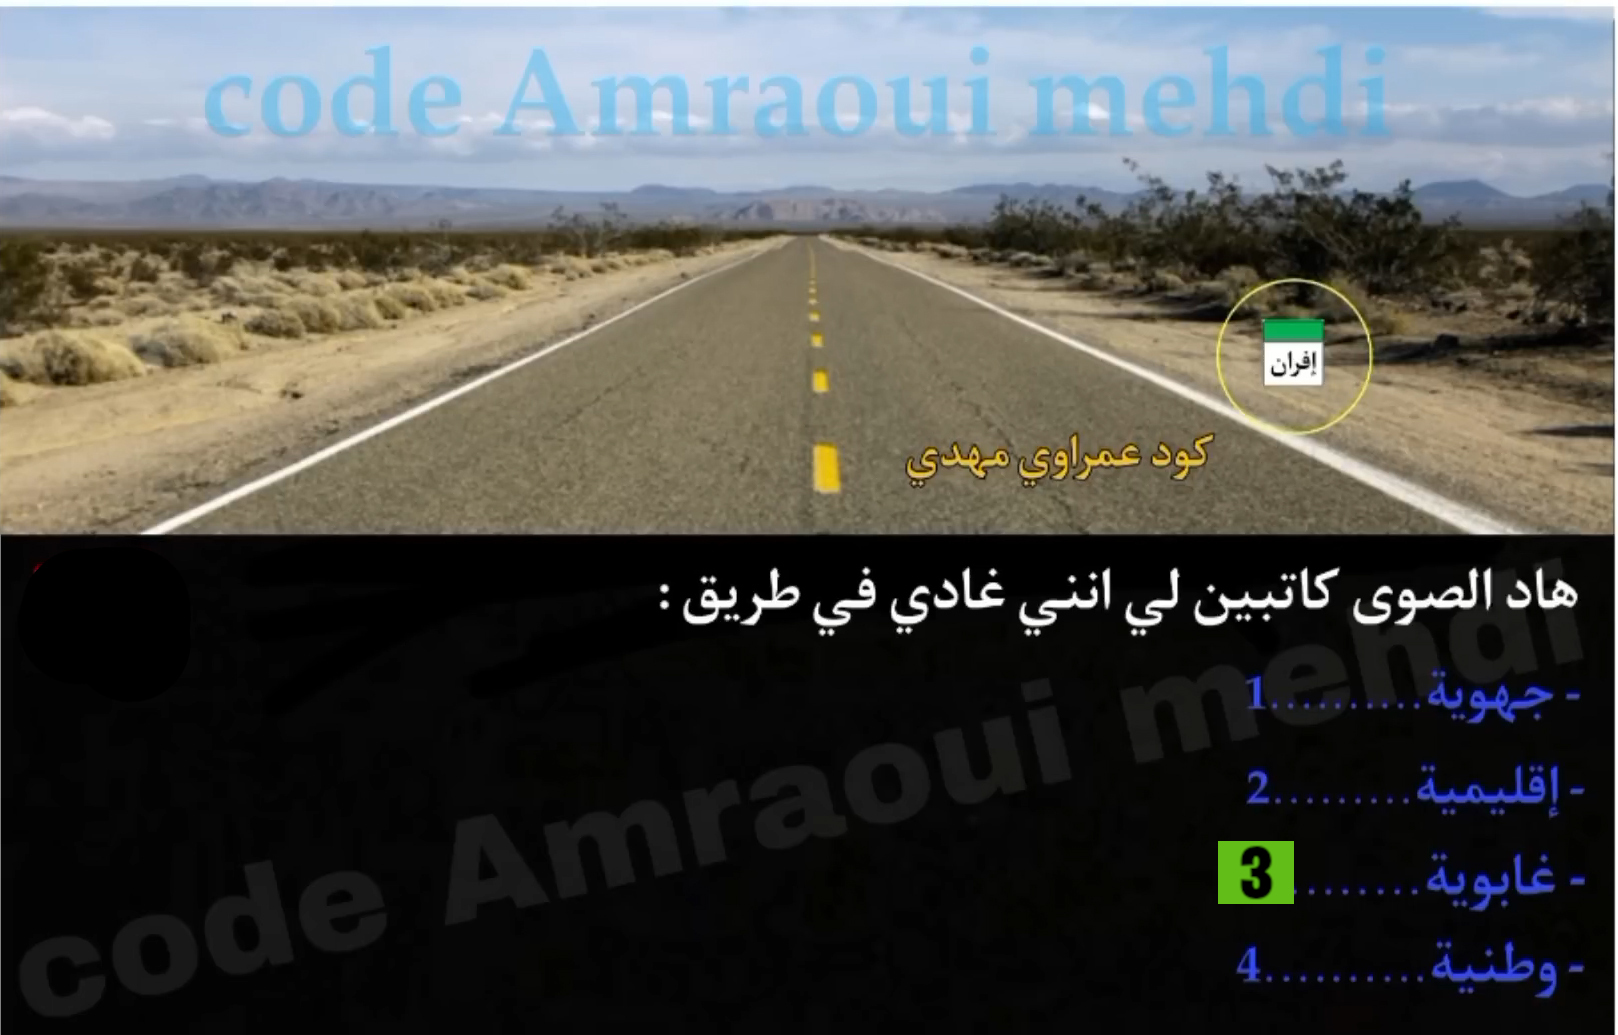 code Amraoui mehdi
إفران
كود عمراوي مهدي
هاد الصوى كاتبين لي انني غادي في طريق :
- جهوية..........1
- إقليمية.........2
- غابوية........3
- وطنية..........4
code Amraoui mehdi